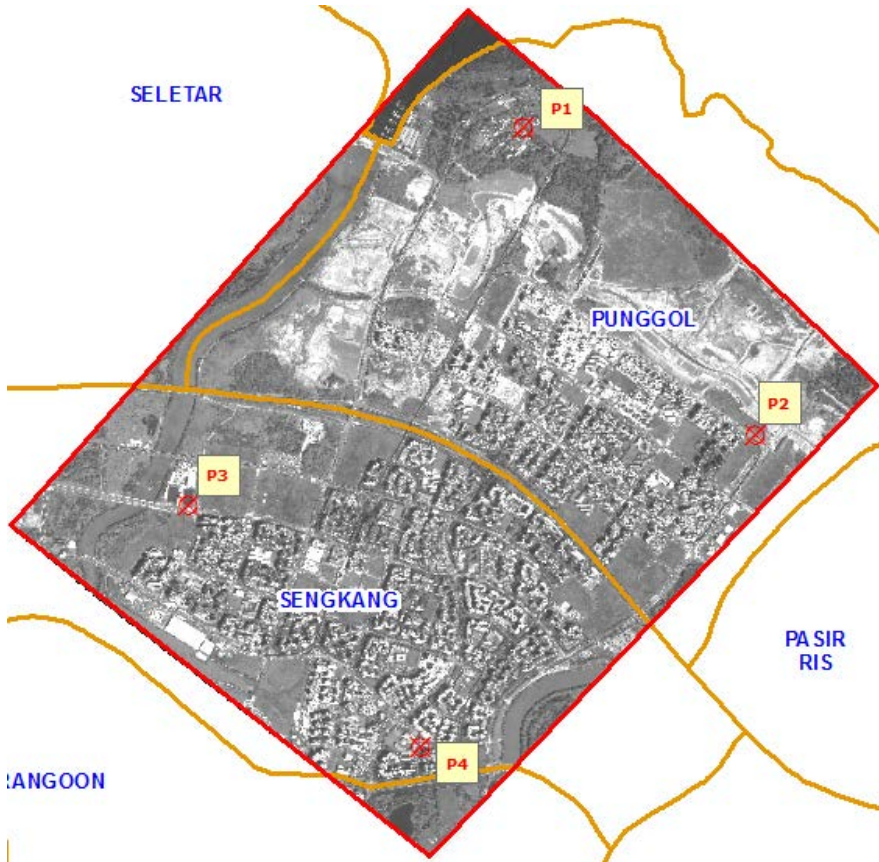 SELETAR
P1
PUNGGOL
P2
P3
SENGKANG
PASIR
RIS
P4
RANGOON